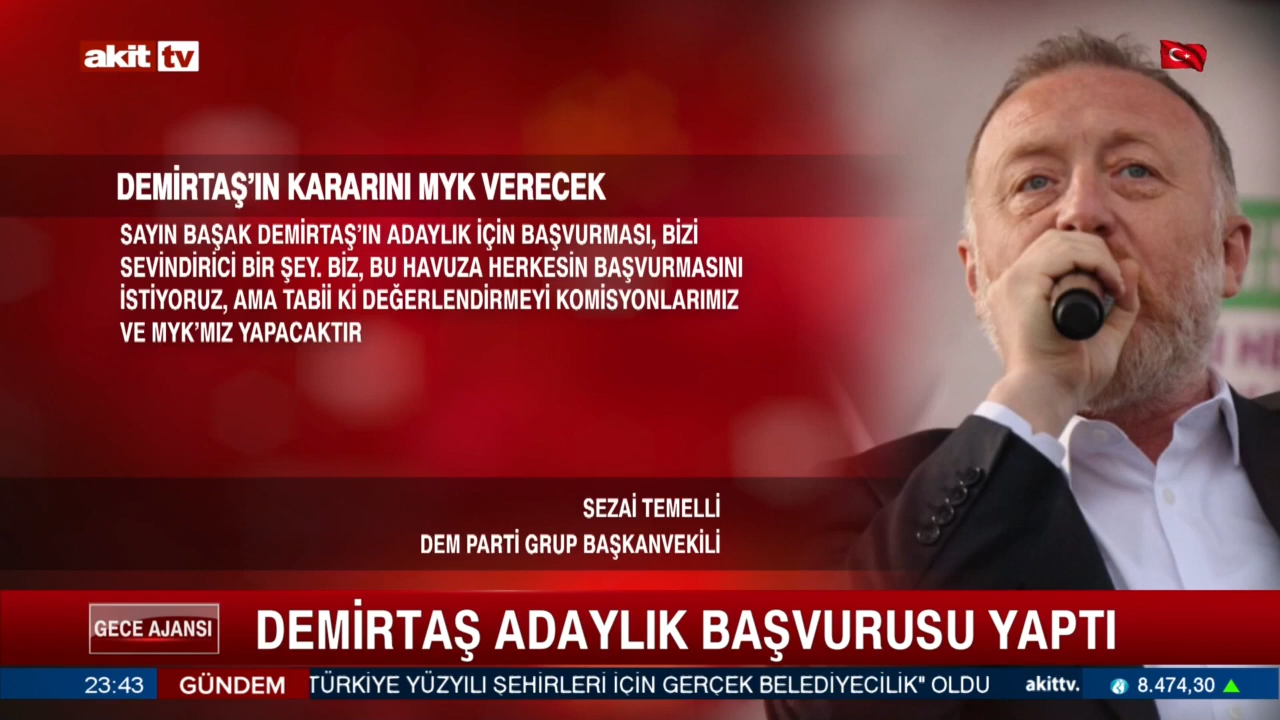 akit tv
DEMİRTAŞ'IN KARARINI MYK VERECEK
SAYIN BAŞAK DEMİRTAŞ'IN ADAYLIK İÇİN BAŞVURMASI, BİZİ
SEVİNDİRİCİ BİR ŞEY. BİZ, BU HAVUZA HERKESİN BAŞVURMASINI
İSTİYORUZ, AMA TABİİ Kİ DEĞERLENDİRMEYİ KOMİSYONLARIMIZ
VE MYK'MIZ YAPACAKTIR
SEZAİ TEMELLİ
DEM PARTİ GRUP BAŞKANVEKİLİ
GECE AJANSI
DEMİRTAŞ ADAYLIK BAŞVURUSU YAPTI
23:43 GÜNDEM TÜRKİYE YÜZYILI ŞEHİRLERİ İÇİN GERÇEK BELEDİYECİLİK" OLDU akittv. 8.474,30